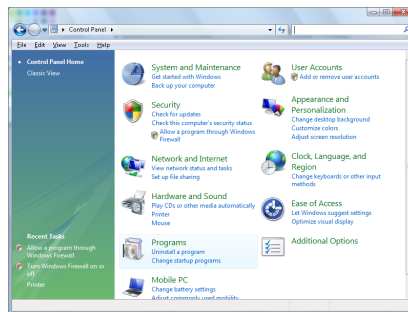 Control Panel
File Edit View Tools Help
Control Panel Home
Classic View
System and Maintenance
Get started with Windows
Back up your computer
Security
Check for updates
Check this computer's security status
Allow a program through Windows
Firewall
Network and Internet
View network status and tasks
Set up file sharing
Hardware and Sound
Play CDs or other media automatically
Printer
Mouse
Programs
Uninstall a program
Change startup programs
Mobile PC
Change battery settings
Adjust commonly used mobility
User Accounts
Add or remove user accounts
Appearance and
Personalization
Change desktop background
Customize colors
Adjust screen resolution
Clock, Language, and
Region
Change keyboards or other input
methods
Ease of Access
Let Windows suggest settings
Optimize visual display
Additional Options
Recent Tasks
Allow a program through
Windows Firewall
Turn Windows Firewall on or
off
Printer